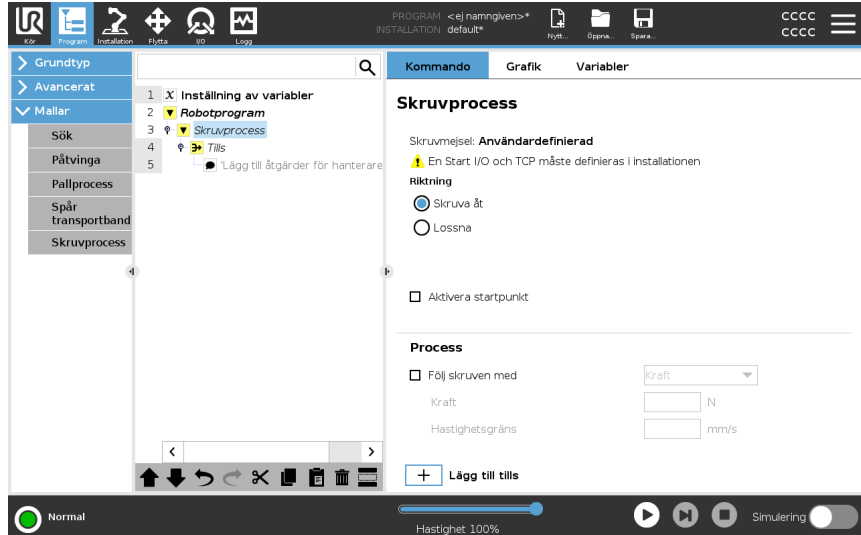 UR
Kör
Program
Installation
Flytta
I/O
Logg
PROGRAM <ej namngiven>*
INSTALLATION default*
Nytt...
Öppna...
Spara...
CCCC
CCCC
Grundtyp
Avancerat
Mallar
Sök
Påtvinga
Pallprocess
Spår
transportband
Skruvprocess
1 X Inställning av variabler
2 Robotprogram
3 Skruvprocess
4 Tills
5 'Lägg till åtgärder för hanterare
Kommando
Grafik
Variabler
Skruvprocess
Skruvmejsel: Användardefinierad
En Start I/O och TCP måste definieras i installationen
Riktning
Skruva åt
Lossna
Aktivera startpunkt
Process
Följ skruven med
Kraft
Kraft
N
Hastighetsgräns
mm/s
+ Lägg till tills
Normal
Hastighet 100%
Simulering